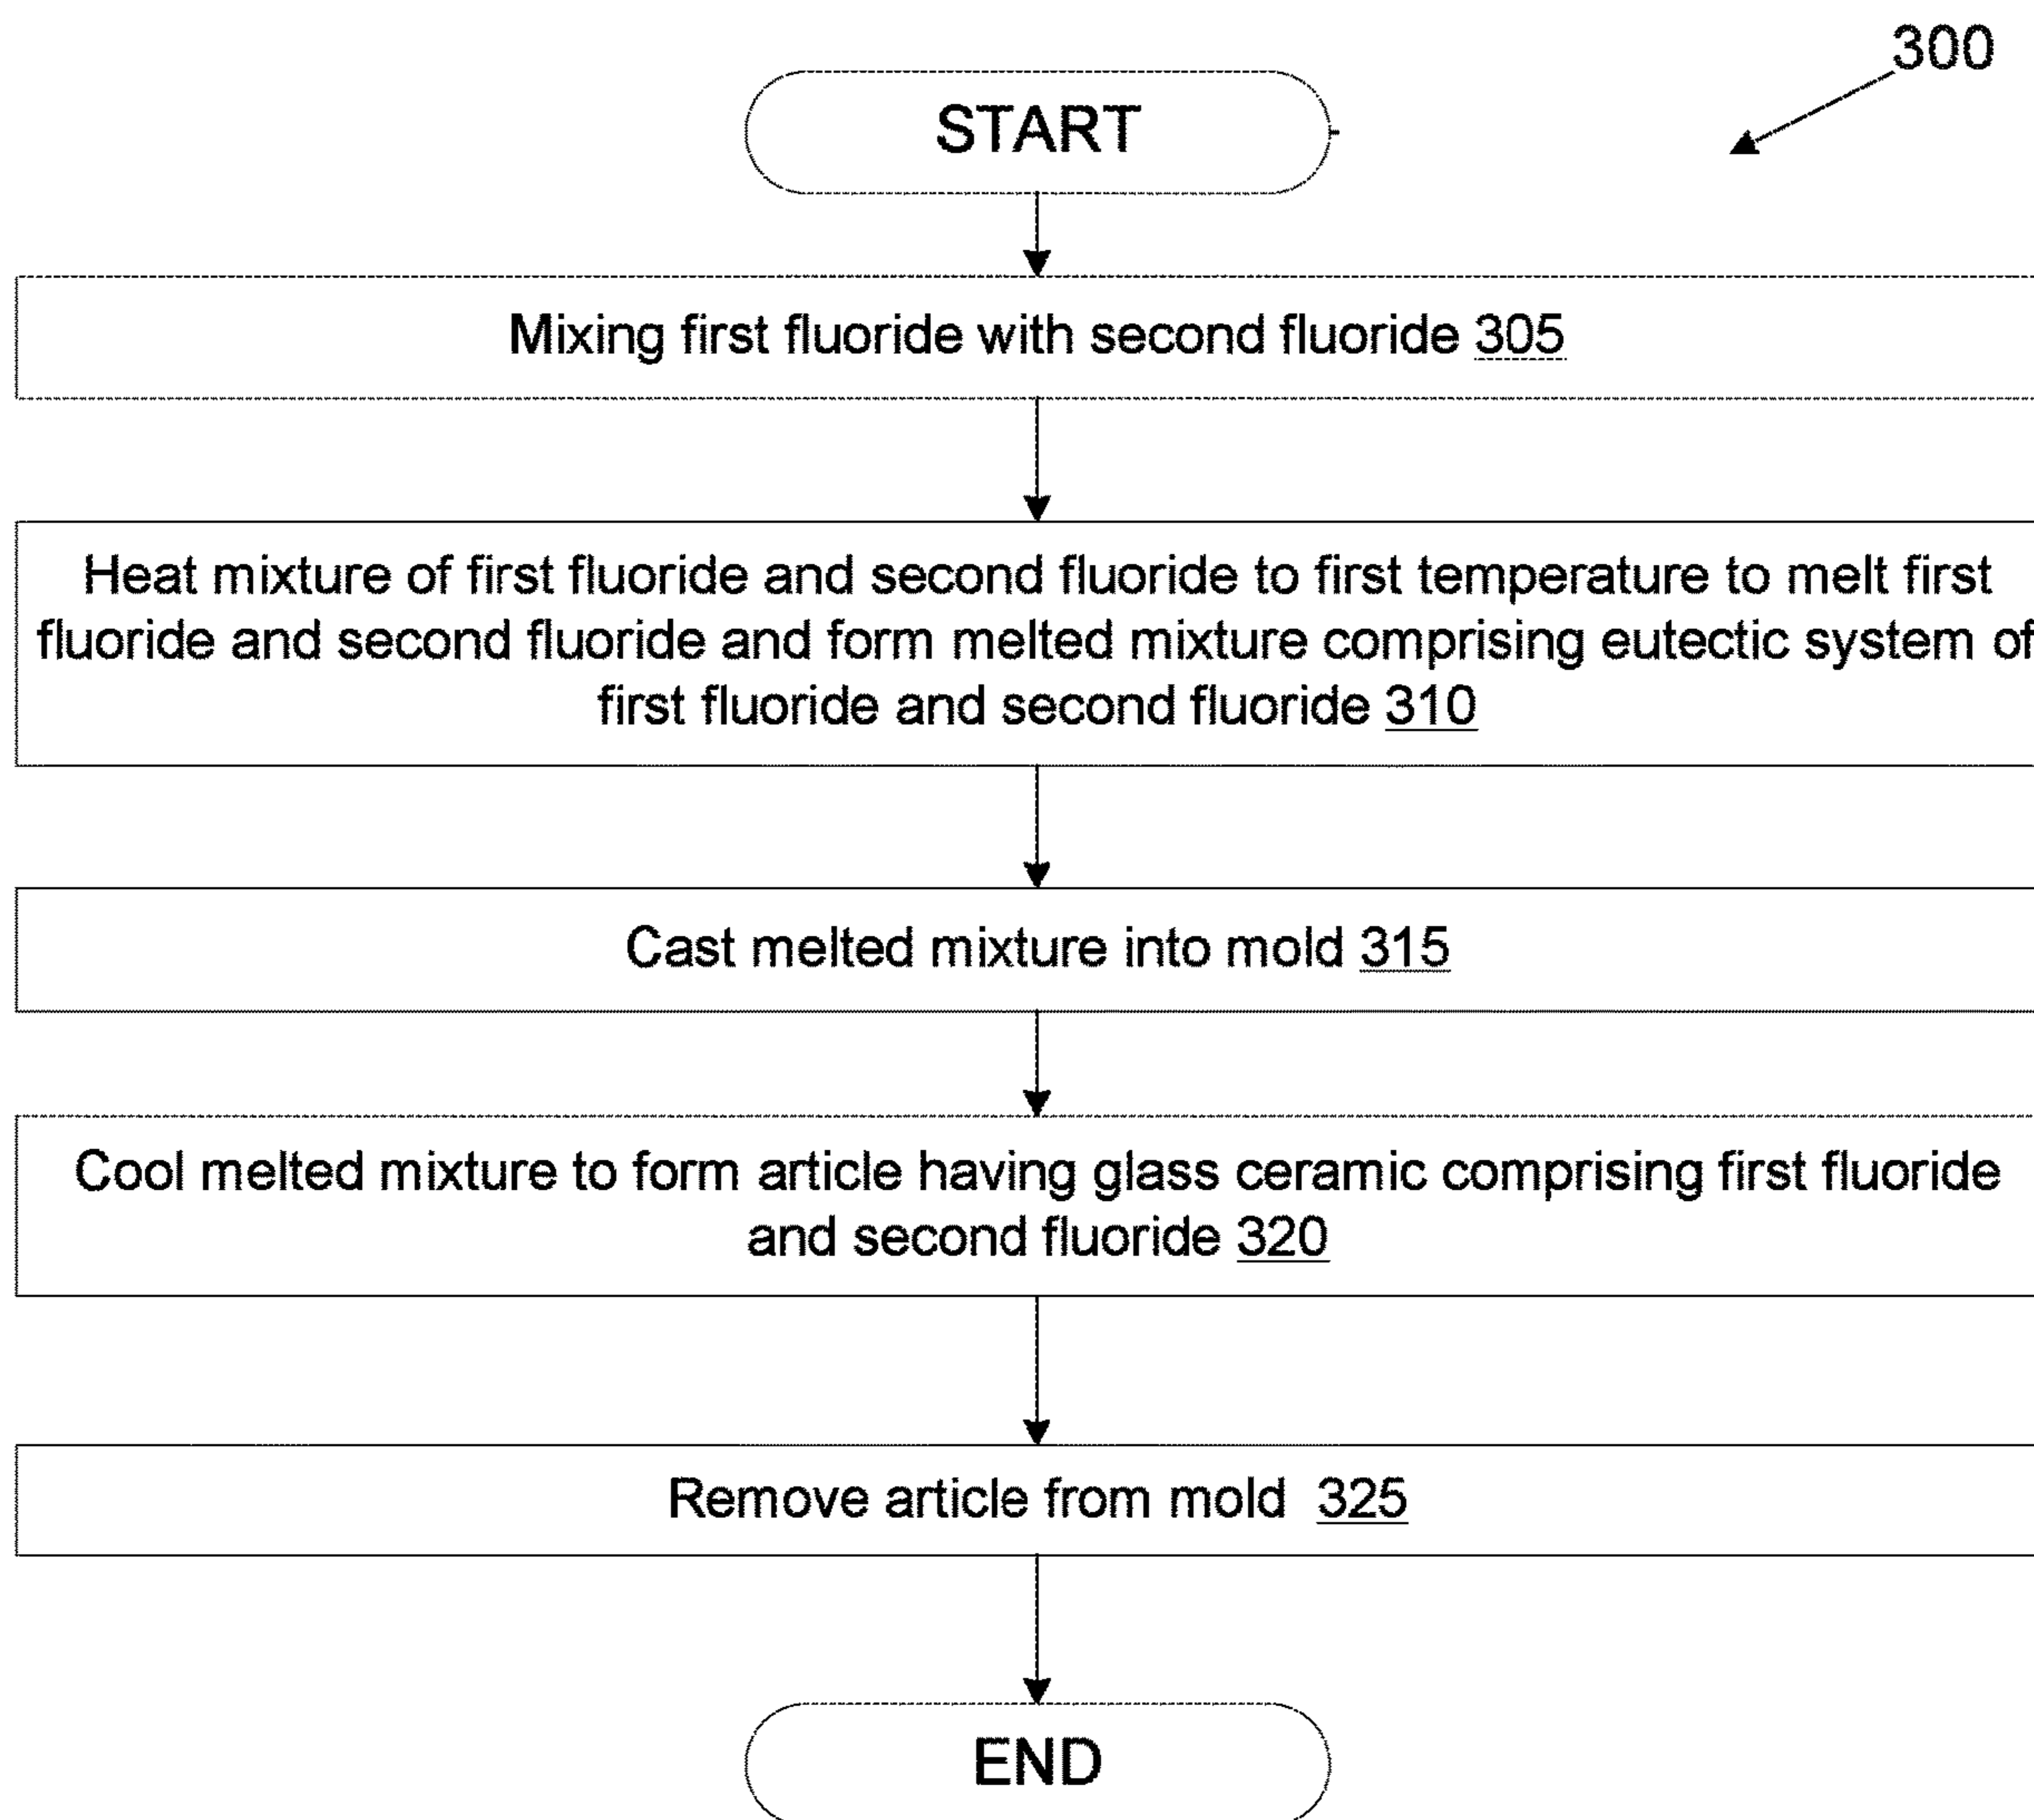 300
START
Mixing first fluoride with second fluoride 305
Heat mixture of first fluoride and second fluoride to first temperature to melt first
fluoride and second fluoride and form melted mixture comprising eutectic system of
first fluoride and second fluoride 310
Cast melted mixture into mold 315
Cool melted mixture to form article having glass ceramic comprising first fluoride
and second fluoride 320
Remove article from mold 325
END